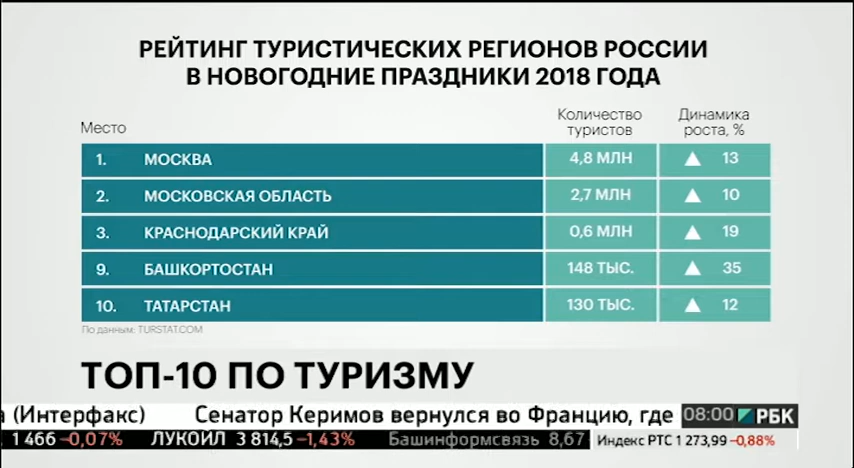 РЕЙТИНГ ТУРИСТИЧЕСКИХ РЕГИОНОВ РОССИИ
В НОВОГОДНИЕ ПРАЗДНИКИ 2018 ГОДА
Место Количество туристов Динамика роста, %
1. МОСКВА 4,8 МЛН ▲ 13
2. МОСКОВСКАЯ ОБЛАСТЬ 2,7 МЛН ▲ 10
3. КРАСНОДАРСКИЙ КРАЙ 0,6 МЛН ▲ 19
9. БАШКОРТОСТАН 148 ТЫС. ▲ 35
10. ТАТАРСТАН 130 ТЫС. ▲ 12
По данным: TURSTAT.COM
ТОП-10 ПО ТУРИЗМУ
а (Интерфакс) Сенатор Керимов вернулся во Францию, где 08:00 РБК
1 466 –0,07% ЛУКОЙЛ 3 814,5 –1,43% Башинформсвязь 8,67 Индекс РТС 1 273,99 –0,88%